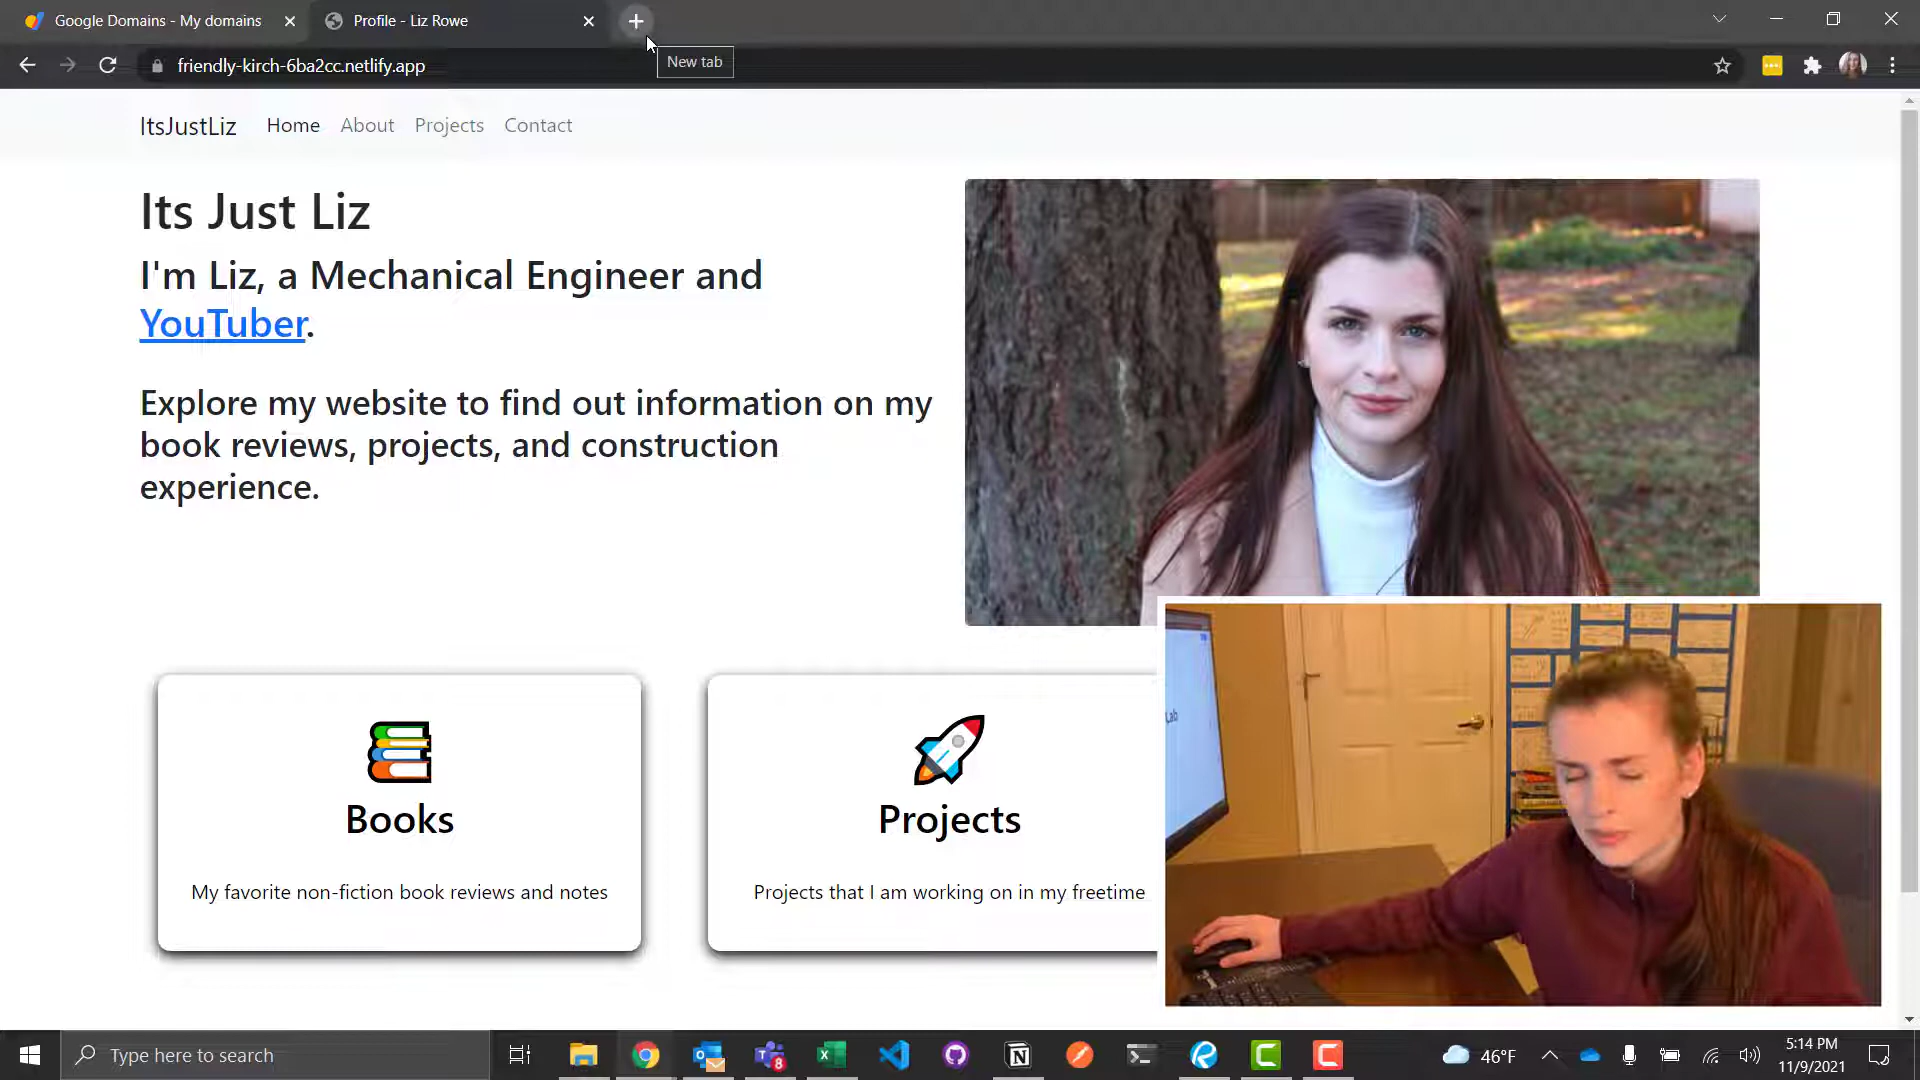 Google Domains - My domains
Profile - Liz Rowe
New tab
friendly-kirch-6ba2cc.netlify.app
ItsJustLiz Home About Projects Contact
Its Just Liz
I'm Liz, a Mechanical Engineer and
YouTuber.
Explore my website to find out information on my
book reviews, projects, and construction
experience.
Books
My favorite non-fiction book reviews and notes
Projects
Projects that I am working on in my freetime
Lab
Type here to search
8
46°F
5:14 PM
11/9/2021